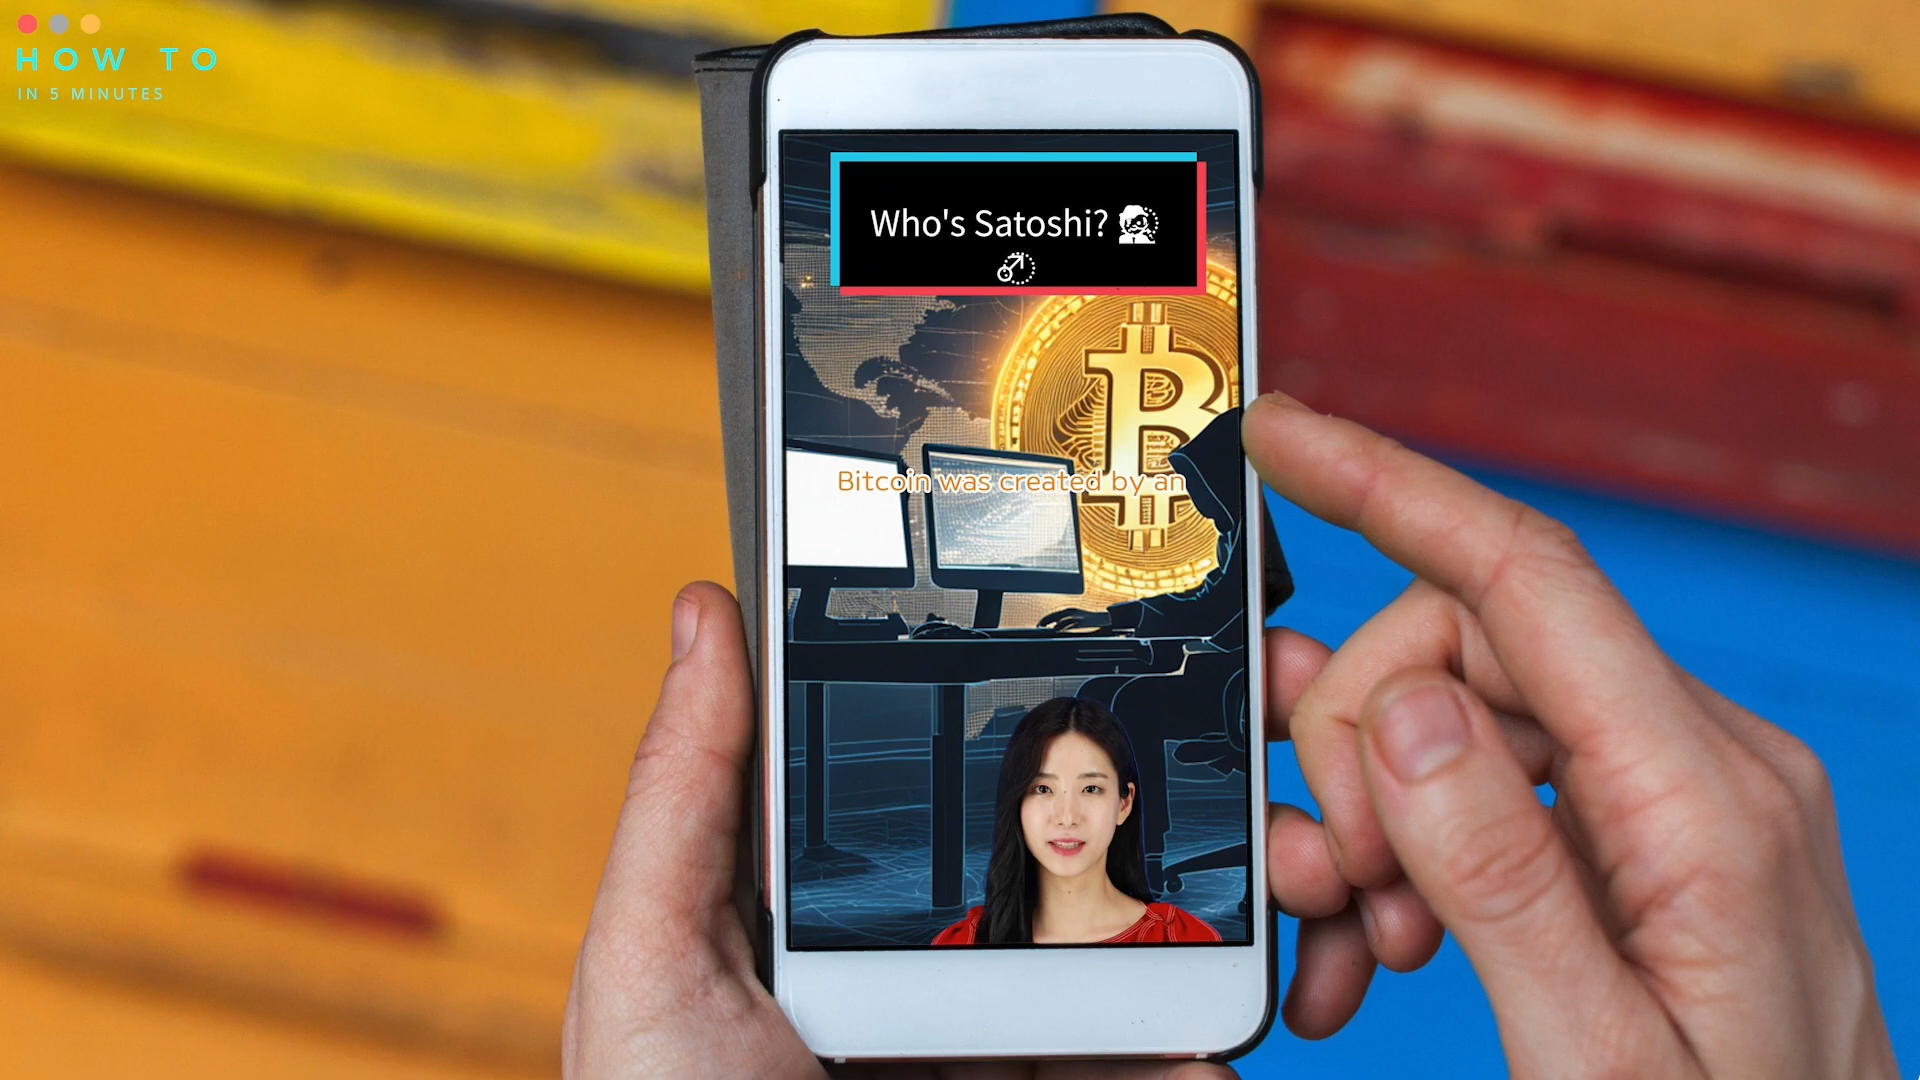 HOW TO
IN 5 MINUTES
Who's Satoshi? 🕵️
♂️
Bitcoin was created by an